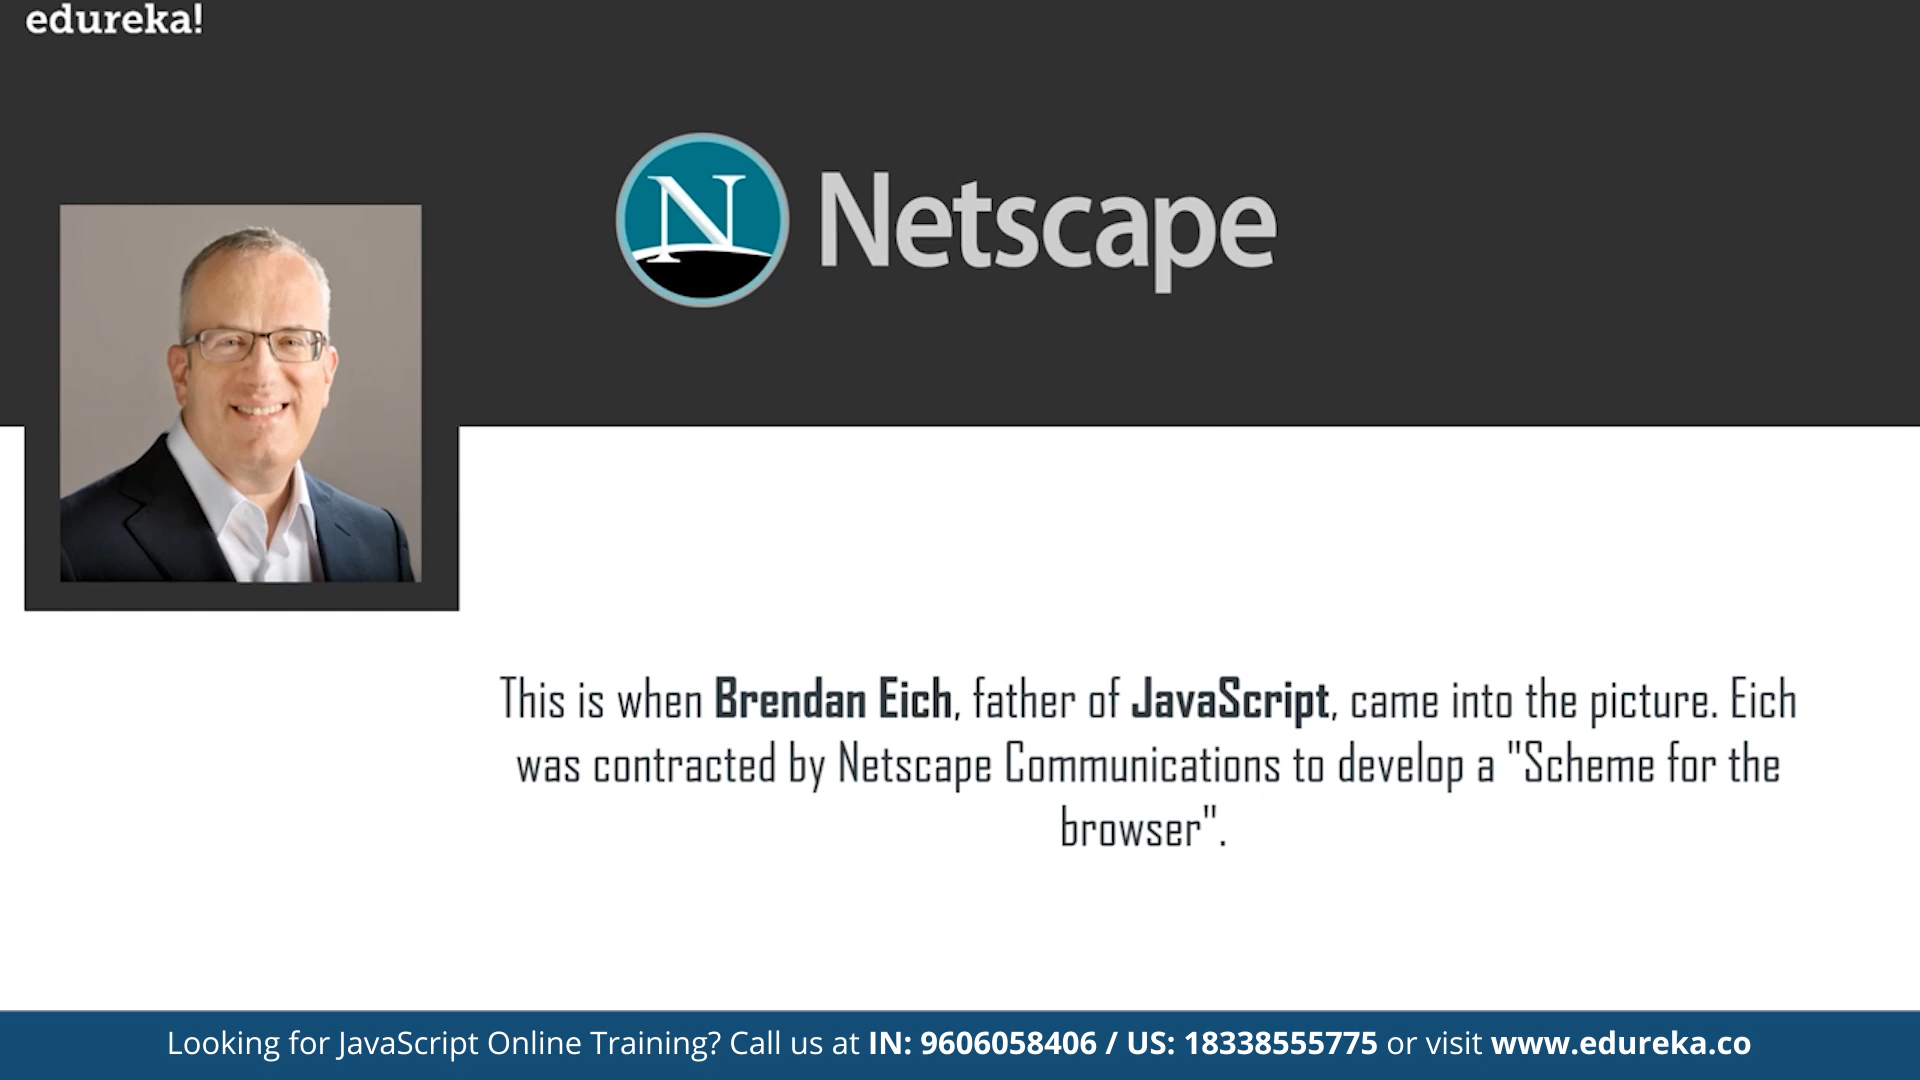 edureka!
N Netscape
This is when Brendan Eich, father of JavaScript, came into the picture. Eich
was contracted by Netscape Communications to develop a "Scheme for the
browser".
Looking for JavaScript Online Training? Call us at IN: 9606058406 / US: 18338555775 or visit www.edureka.co